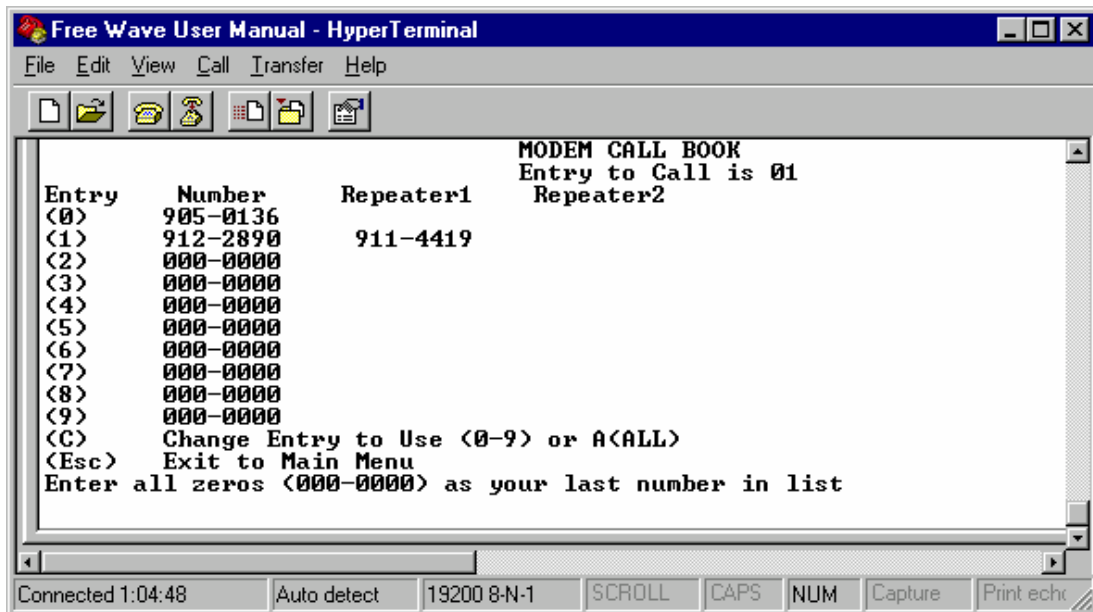 Free Wave User Manual - HyperTerminal
File Edit View Call Transfer Help
MODEM CALL BOOK
Entry to Call is 01
Entry Number Repeater1 Repeater2
(0) 905-0136
(1) 912-2890 911-4419
(2) 000-0000
(3) 000-0000
(4) 000-0000
(5) 000-0000
(6) 000-0000
(7) 000-0000
(8) 000-0000
(9) 000-0000
(C) Change Entry to Use (0-9) or A(ALL)
(Esc) Exit to Main Menu
Enter all zeros (000-0000) as your last number in list
Connected 1:04:48 Auto detect 19200 8-N-1 SCROLL CAPS NUM Capture Print echo